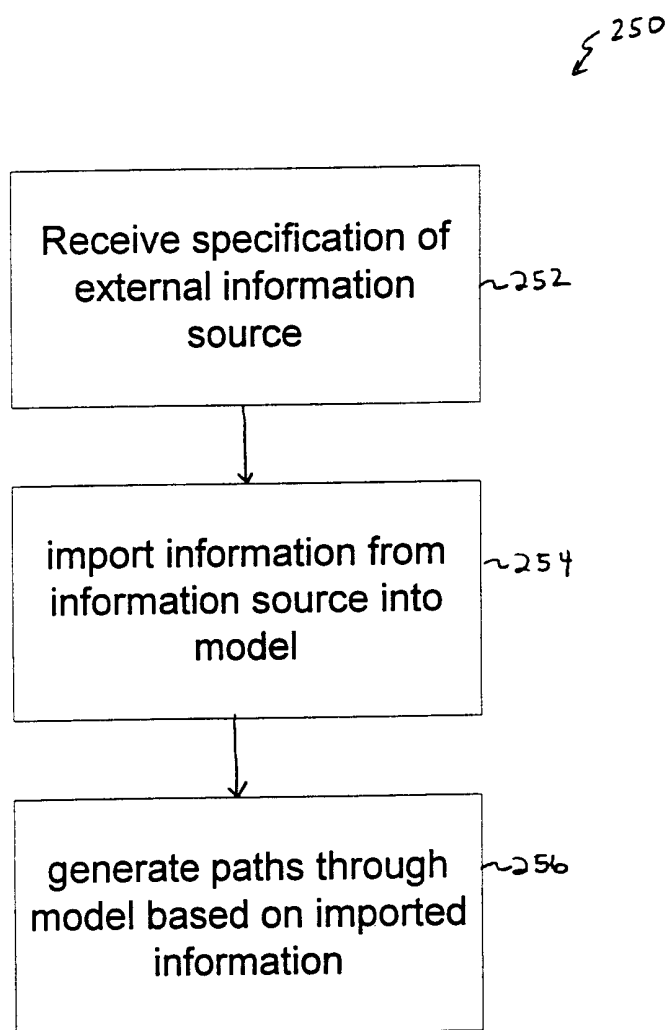 250
Receive specification of
external information
source
252
import information from
information source into
model
254
generate paths through
model based on imported
information
256